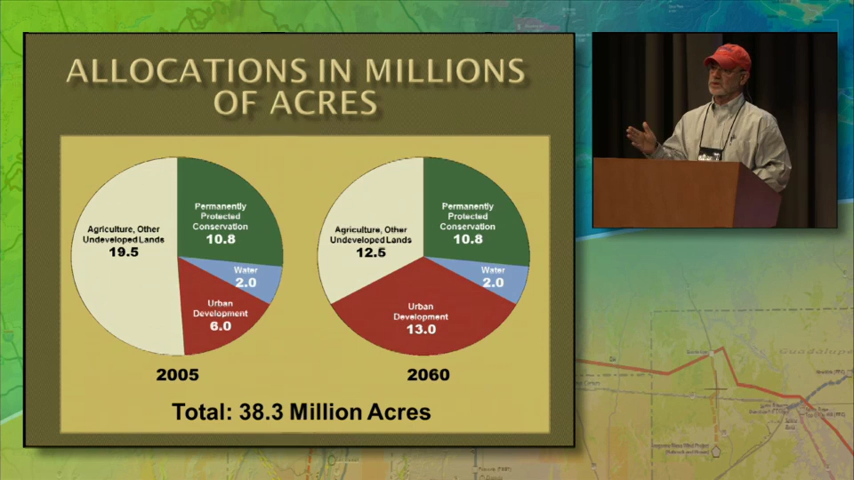 ALLOCATIONS IN MILLIONS
OF ACRES
Agriculture, Other
Undeveloped Lands
19.5
Permanently
Protected
Conservation
10.8
Water
2.0
Urban
Development
6.0
2005
Agriculture, Other
Undeveloped Lands
12.5
Permanently
Protected
Conservation
10.8
Water
2.0
Urban
Development
13.0
2060
Total: 38.3 Million Acres